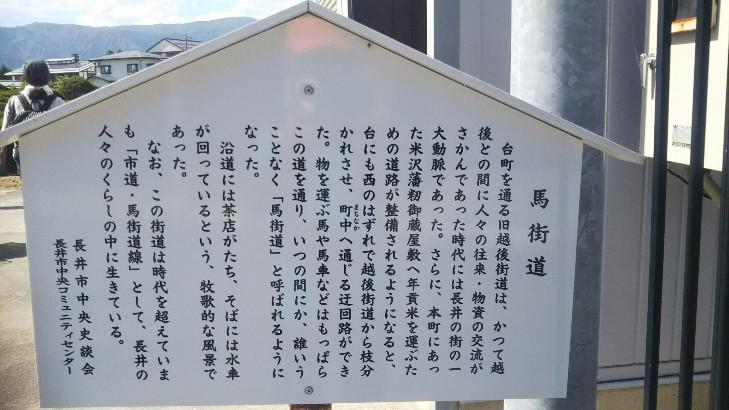 馬街道
台町を通る旧越後街道は、かつて越
後との間に人々の往来・物資の交流が
さかんであった時代には長井の街の一
大動脈であった。さらに、本町にあっ
た米沢藩籾御蔵屋敷へ年貢米を運ぶた
めの道路が整備されるようになると、
台にも西のはずれで越後街道から枝分
かれさせ、町中へ通じる迂回路ができ
まちなか
た。物を運ぶ馬や馬車などはもっぱら
この道を通り、いつの間にか、誰いう
ことなく「馬街道」と呼ばれるように
なった。
沿道には茶店がたち、そばには水車
が回っているという、牧歌的な風景で
あった。
なお、この街道は時代を超えていま
も「市道・馬街道線」として、長井の
人々のくらしの中に生きている。
長井市中央史談会
長井市中央コミュニティセンター